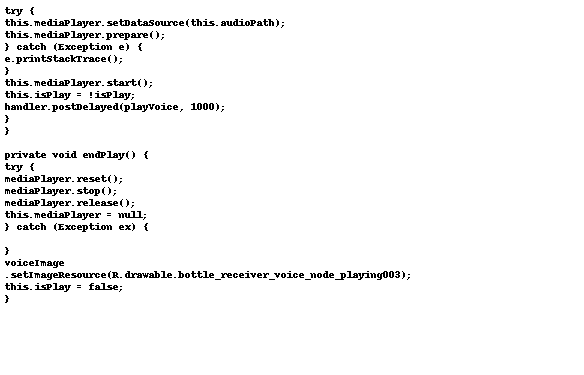 try {
this.mediaPlayer.setDataSource(this.audioPath);
this.mediaPlayer.prepare();
} catch (Exception e) {
e.printStackTrace();
}
this.mediaPlayer.start();
this.isPlay = !isPlay;
handler.postDelayed(playVoice, 1000);
}
}

private void endPlay() {
try {
mediaPlayer.reset();
mediaPlayer.stop();
mediaPlayer.release();
this.mediaPlayer = null;
} catch (Exception ex) {

}
voiceImage
.setImageResource(R.drawable.bottle_receiver_voice_node_playing003);
this.isPlay = false;
}